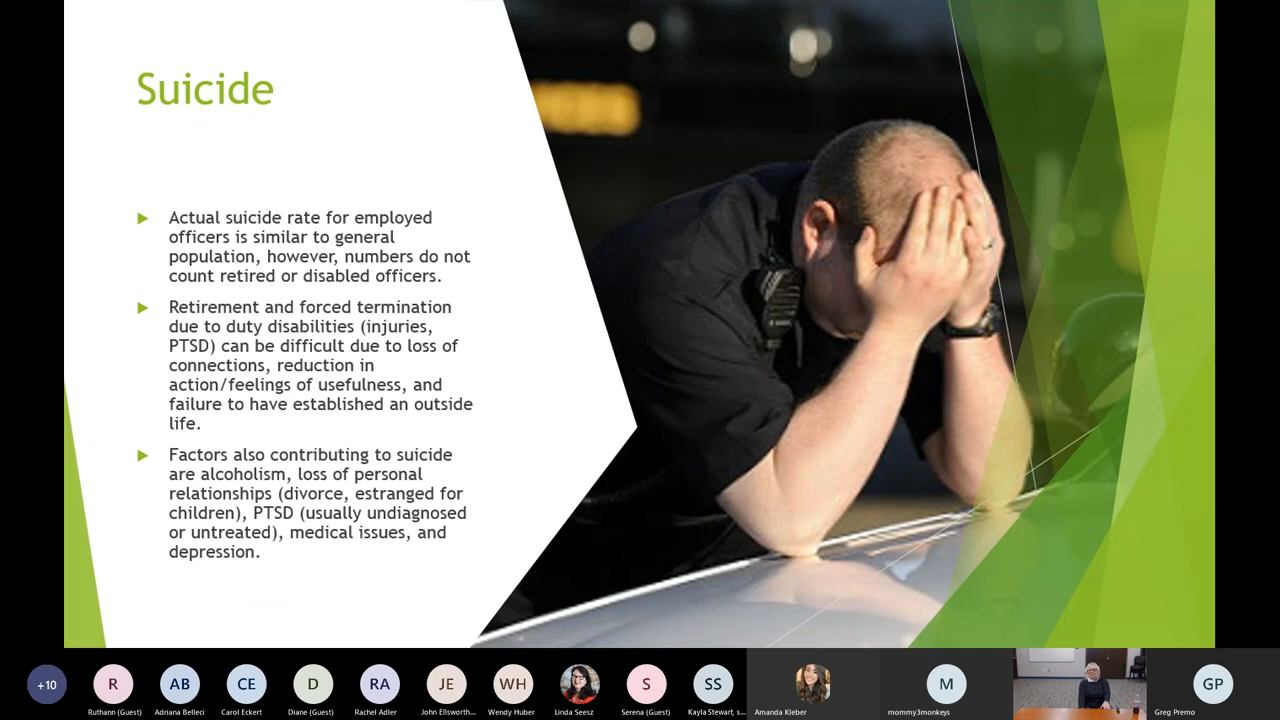 Suicide
Actual suicide rate for employed
officers is similar to general
population, however, numbers do not
count retired or disabled officers.
Retirement and forced termination
due to duty disabilities (injuries,
PTSD) can be difficult due to loss of
connections, reduction in
action/feelings of usefulness, and
failure to have established an outside
life.
Factors also contributing to suicide
are alcoholism, loss of personal
relationships (divorce, estranged for
children), PTSD (usually undiagnosed
or untreated), medical issues, and
depression.
+10
R
AB
CE
D
RA
JE
WH
S
SS
M
GP
Ruthann (Guest)
Adriana Belleci
Carol Eckert
Diane (Guest)
Rachel Adler
John Ellsworth...
Wendy Huber
Linda Seesz
Serena (Guest)
Kayla Stewart, s...
Amanda Kleber
mommy3monkeys
Greg Premo